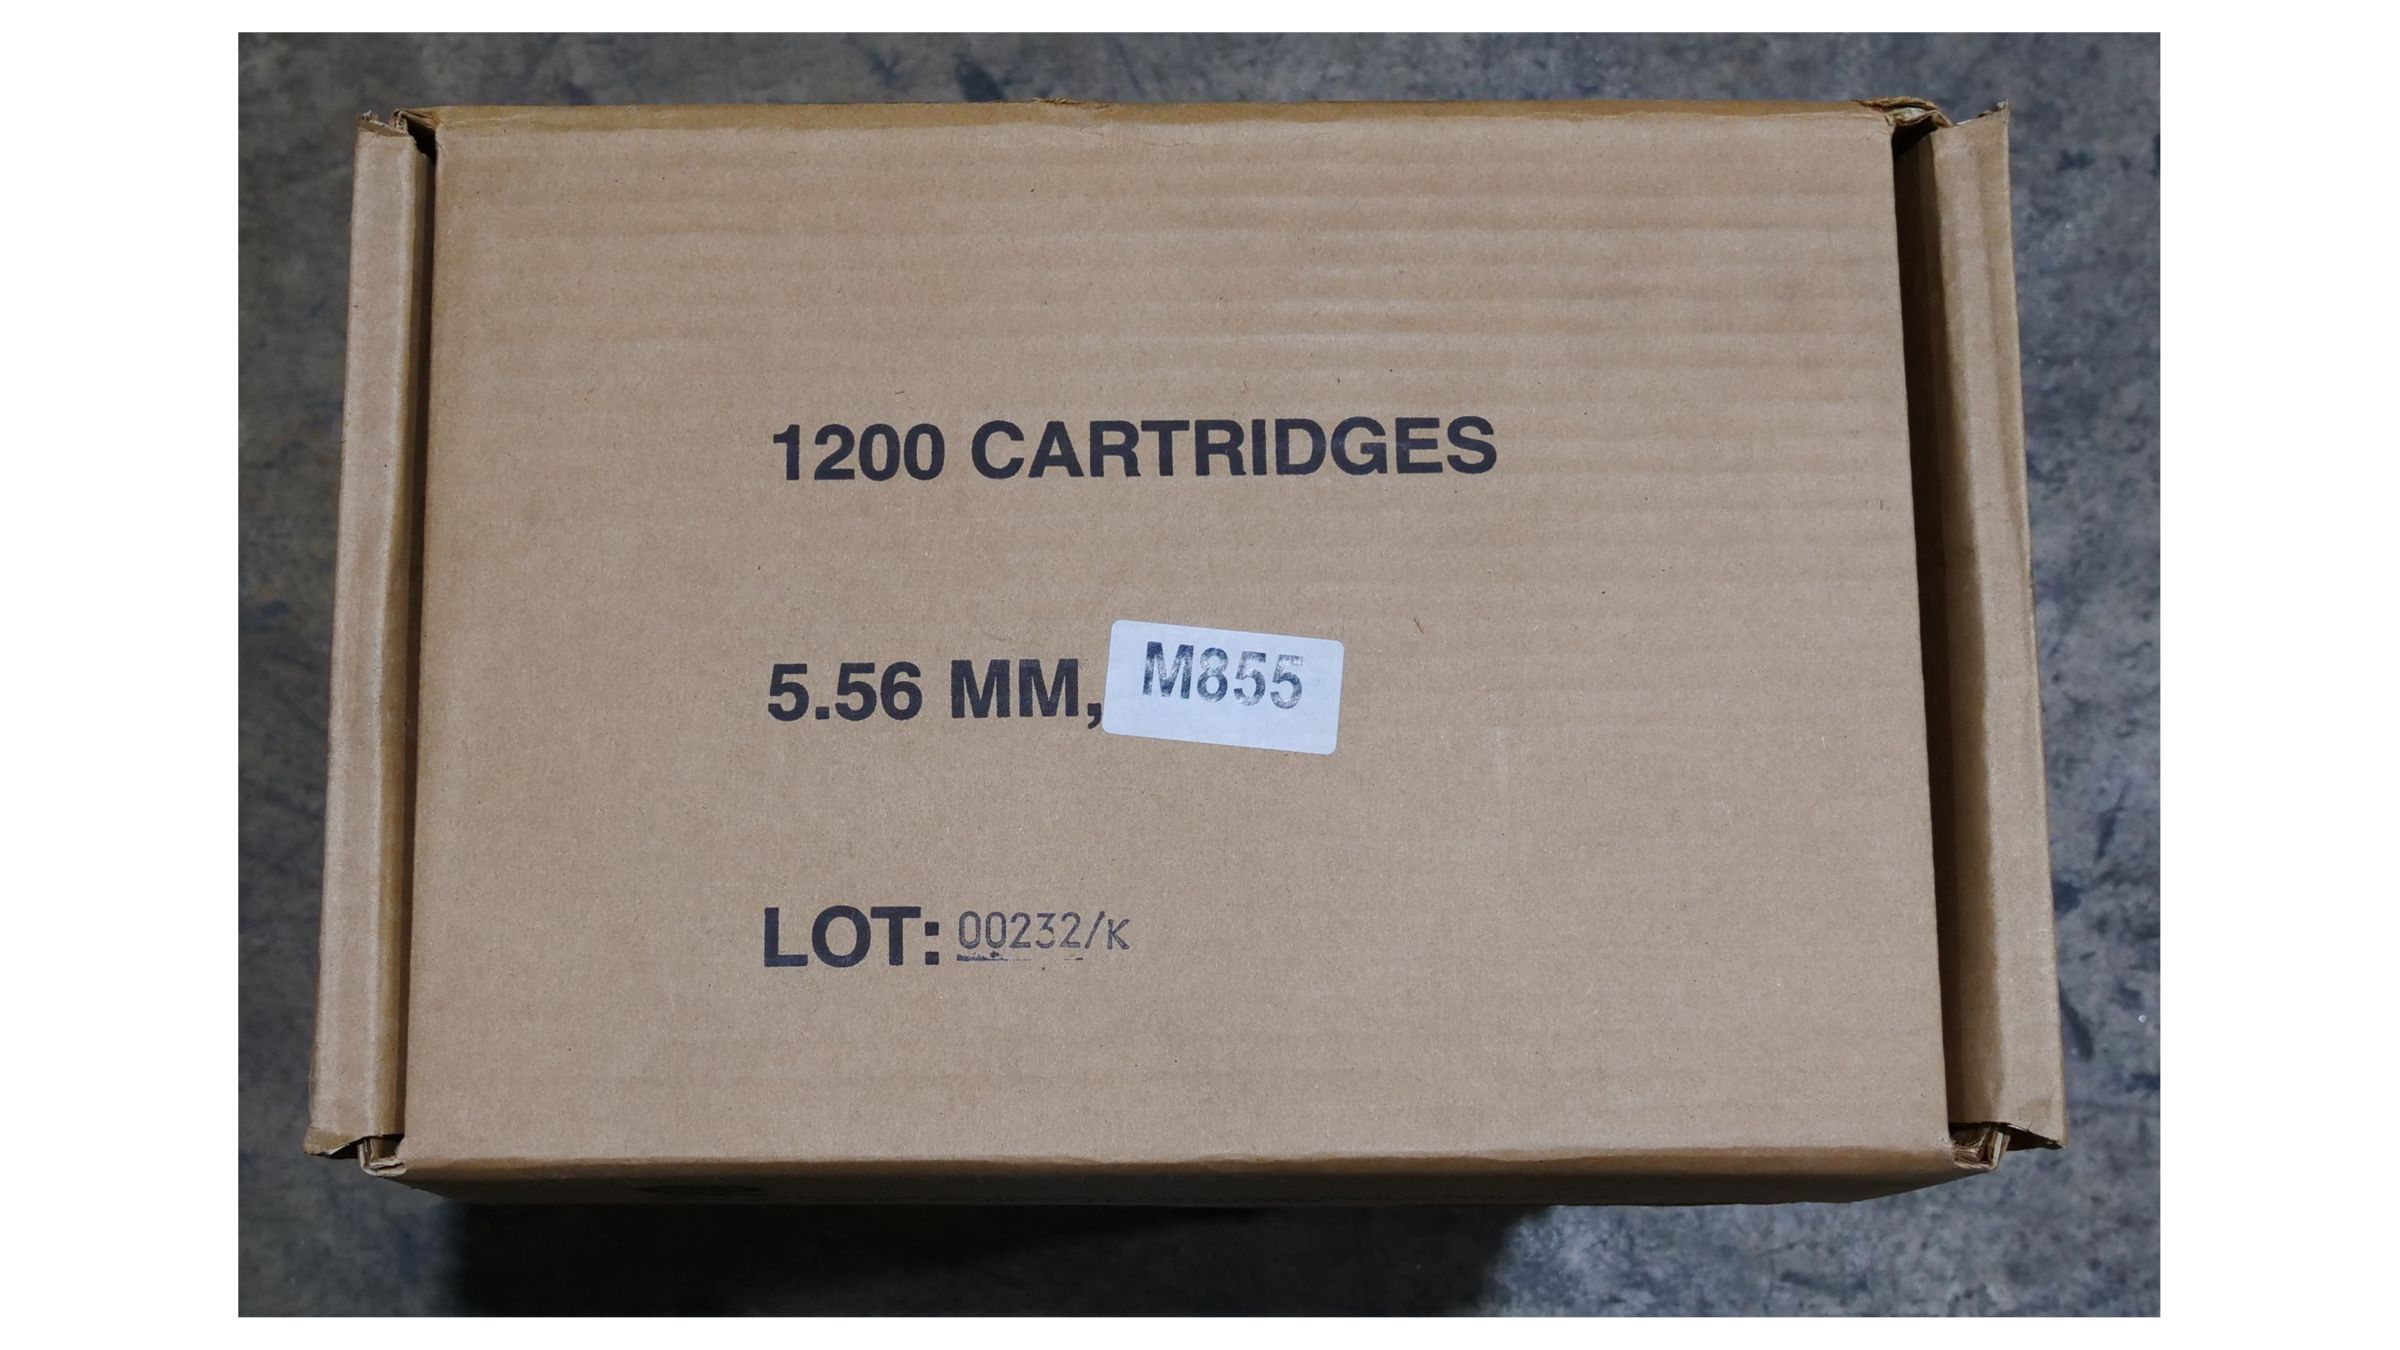 1200 CARTRIDGES
5.56 MM, M855
LOT: 00232/K